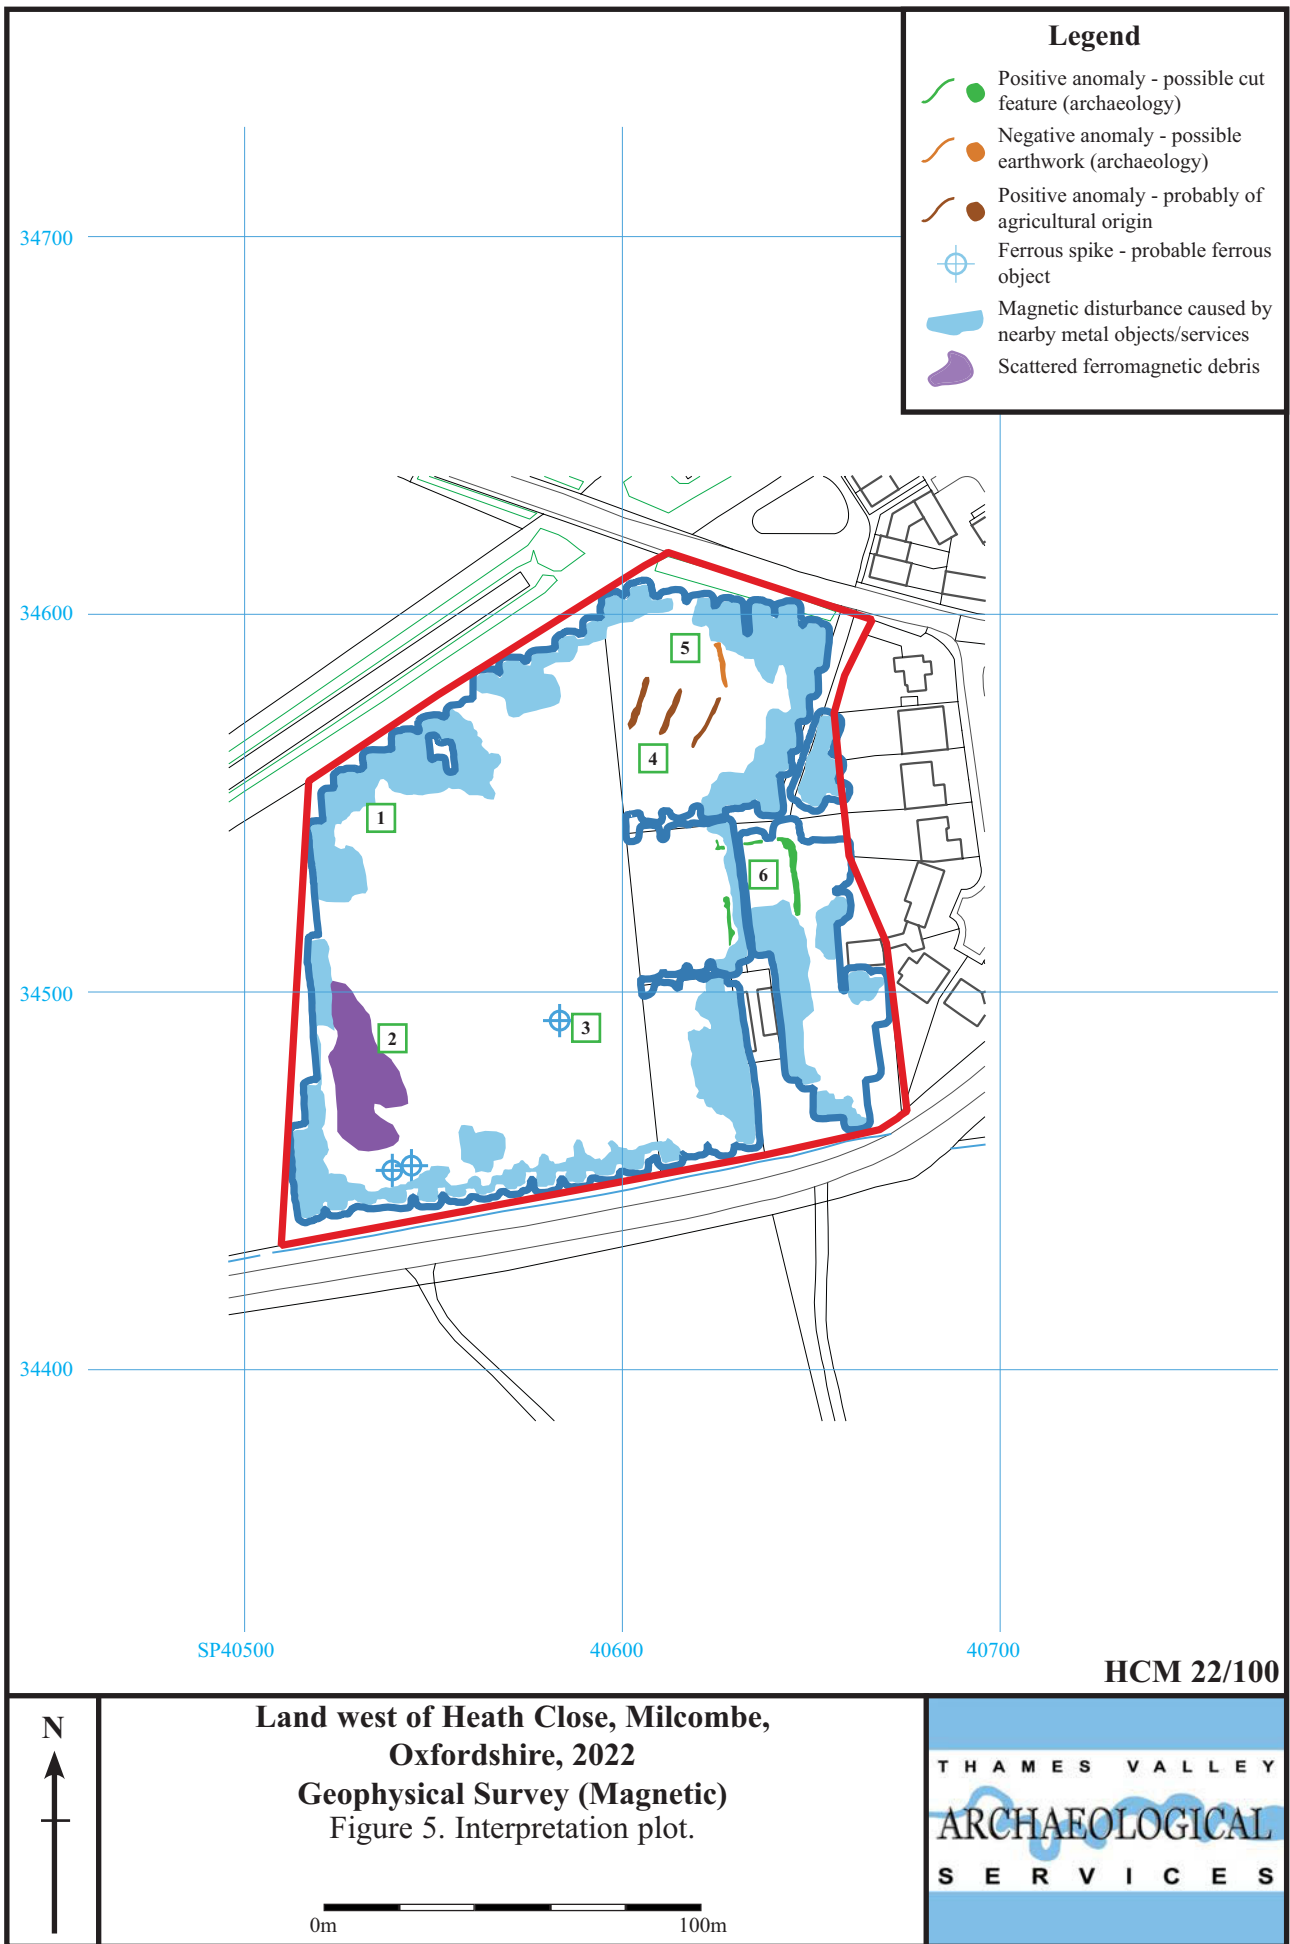 Legend
Positive anomaly - possible cut
feature (archaeology)
Negative anomaly - possible
earthwork (archaeology)
Positive anomaly - probably of
agricultural origin
Ferrous spike - probable ferrous
object
Magnetic disturbance caused by
nearby metal objects/services
Scattered ferromagnetic debris
34700
34600
5
4
1
6
34500
3
2
34400
SP40500
40600
40700
HCM 22/100
N
Land west of Heath Close, Milcombe,
Oxfordshire, 2022
Geophysical Survey (Magnetic)
Figure 5. Interpretation plot.
0m
100m
THAMES VALLEY
ARCHAEOLOGICAL
SERVICES